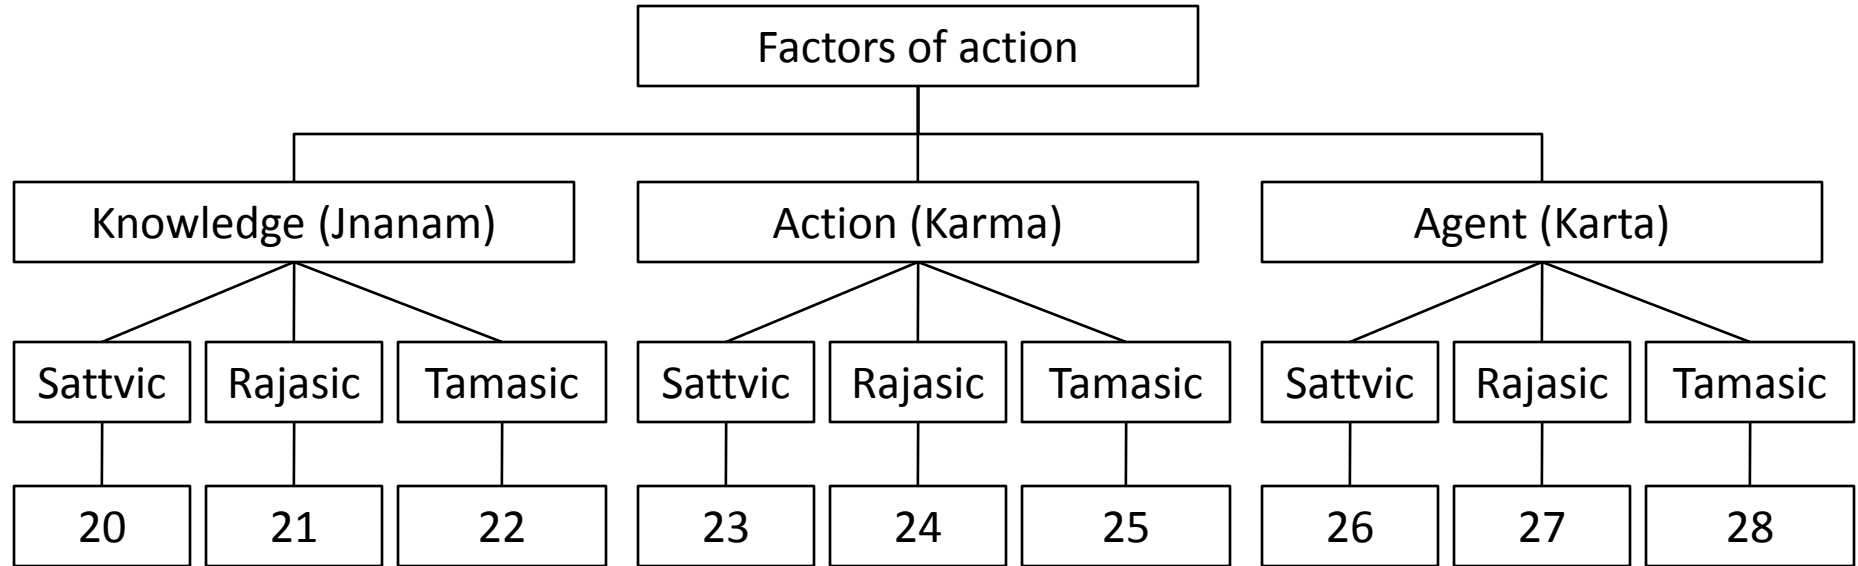 Factors of action
Knowledge (Jnanam) Action (Karma) Agent (Karta)
Sattvic Rajasic Tamasic Sattvic Rajasic Tamasic Sattvic Rajasic Tamasic
20 21 22 23 24 25 26 27 28